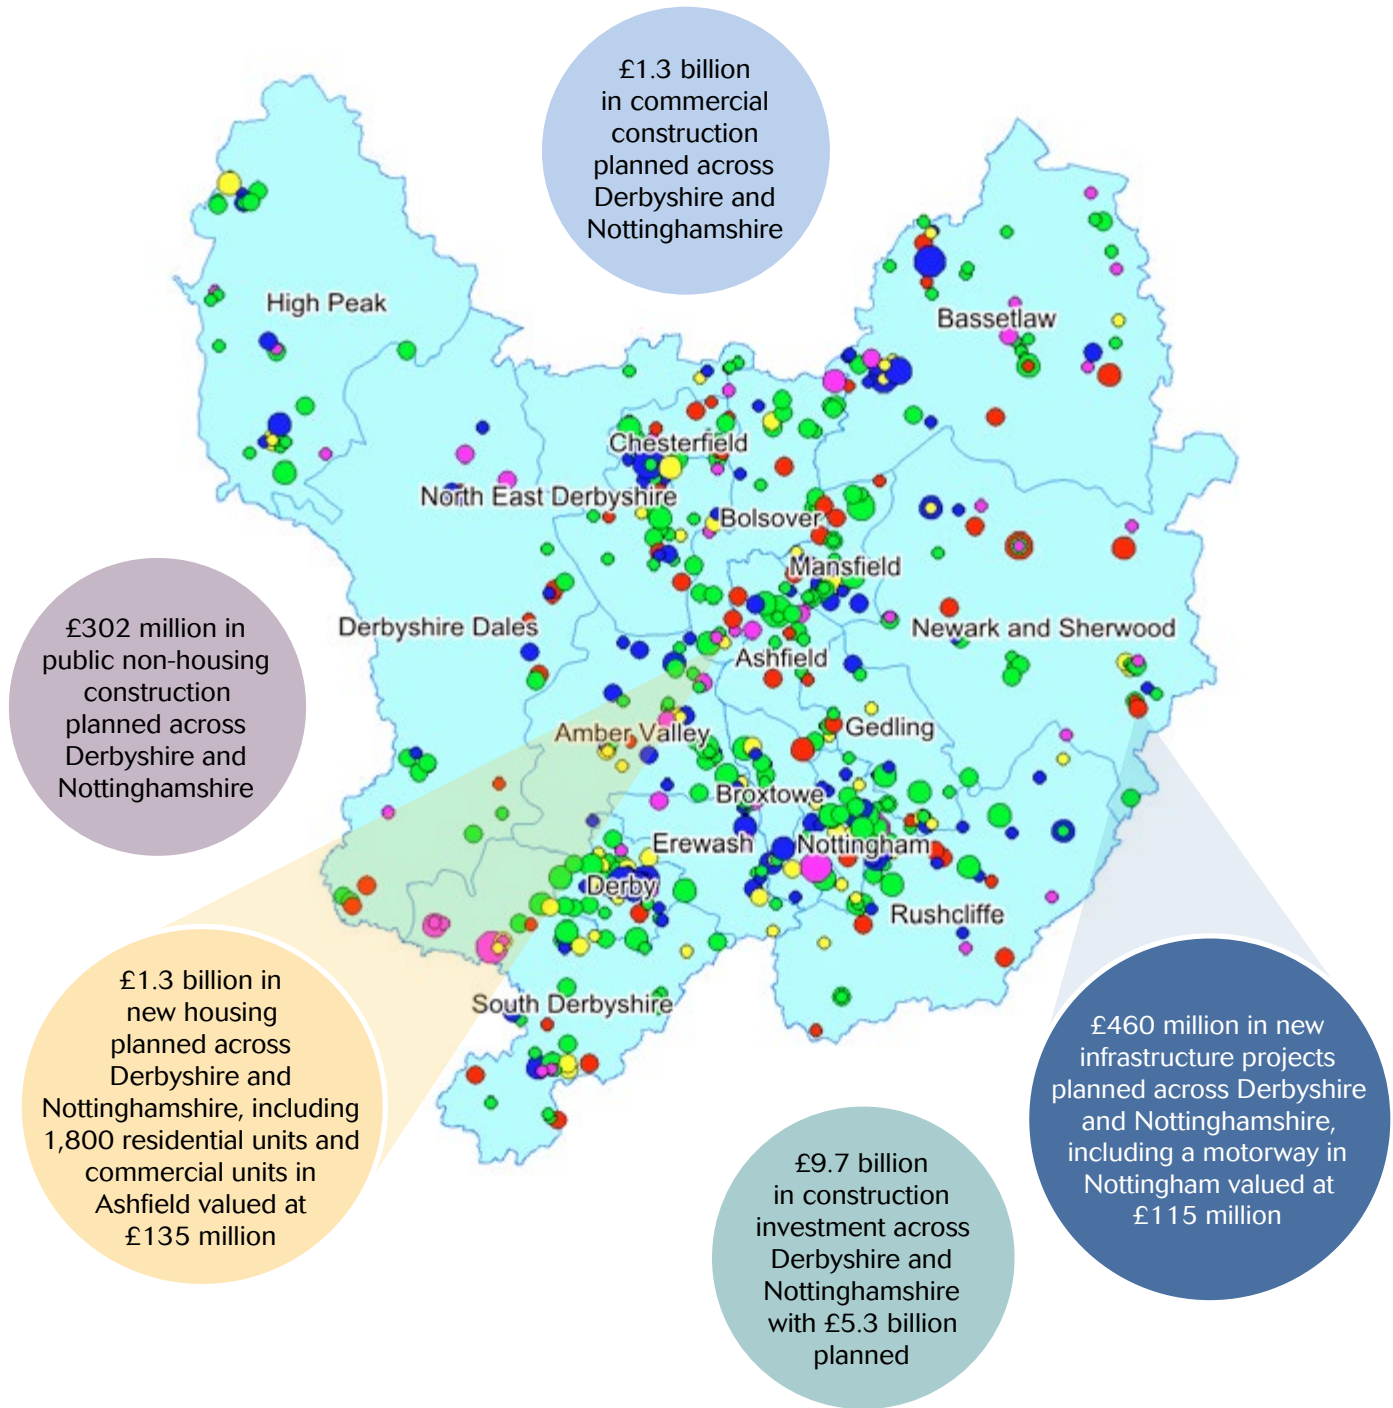 £1.3 billion
in commercial
construction
planned across
Derbyshire and
Nottinghamshire
High Peak
Bassetlaw
Chesterfield
North East Derbyshire
Bolsover
Mansfield
Derbyshire Dales
Newark and Sherwood
Ashfield
Amber Valley
Gedling
Broxtowe
Erewash
Nottingham
Derby
Rushcliffe
South Derbyshire
£302 million in
public non-housing
construction
planned across
Derbyshire and
Nottinghamshire
£1.3 billion in
new housing
planned across
Derbyshire and
Nottinghamshire, including
1,800 residential units and
commercial units in
Ashfield valued at
£135 million
£9.7 billion
in construction
investment across
Derbyshire and
Nottinghamshire
with £5.3 billion
planned
£460 million in new
infrastructure projects
planned across Derbyshire
and Nottinghamshire,
including a motorway in
Nottingham valued at
£115 million